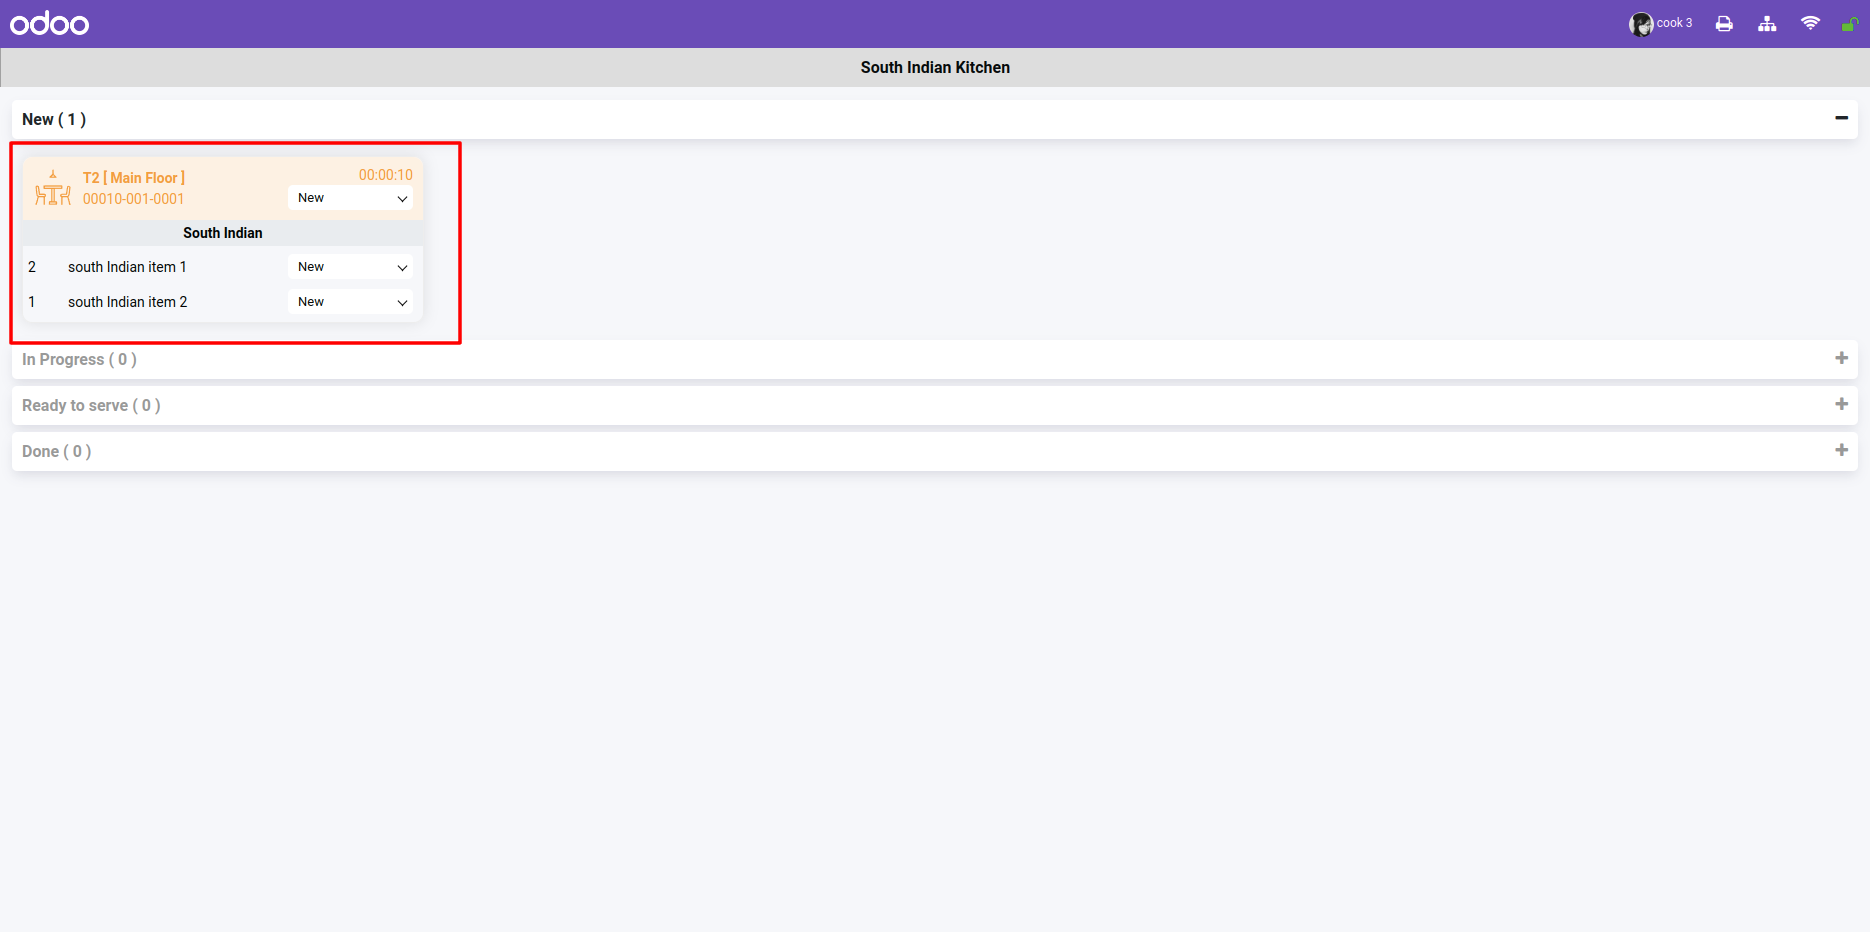 odoo
cook 3
South Indian Kitchen
New ( 1 )
T2 [ Main Floor ]
00:00:10
00010-001-0001
New
South Indian
2 south Indian item 1 New
1 south Indian item 2 New
In Progress ( 0 )
Ready to serve ( 0 )
Done ( 0 )